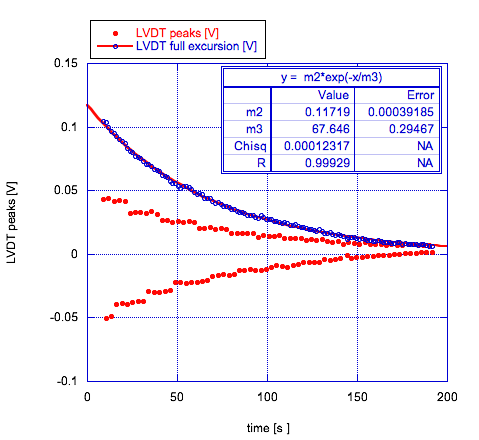 LVDT peaks [V]
LVDT full excursion [V]
0.15
y = m2*exp(-x/m3)
Value Error
m2 0.11719 0.00039185
m3 67.646 0.29467
Chisq 0.00012317 NA
R 0.99929 NA
0.1
0.05
0
-0.05
-0.1
LVDT peaks [V]
0 50 100 150 200
time [s ]